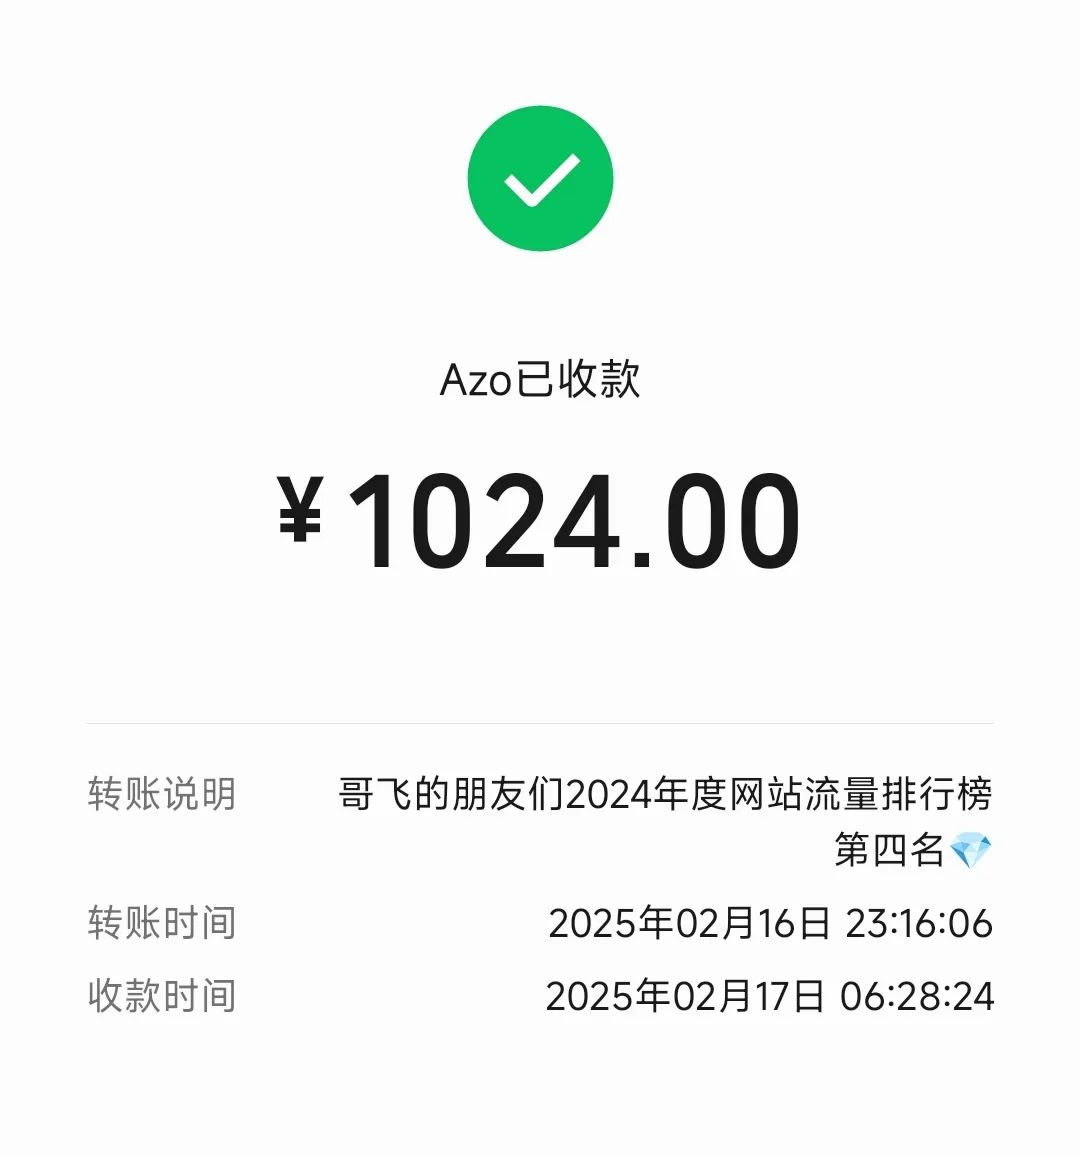 Azo已收款
¥1024.00
转账说明 哥飞的朋友们2024年度网站流量排行榜
第四名💎
转账时间 2025年02月16日 23:16:06
收款时间 2025年02月17日 06:28:24